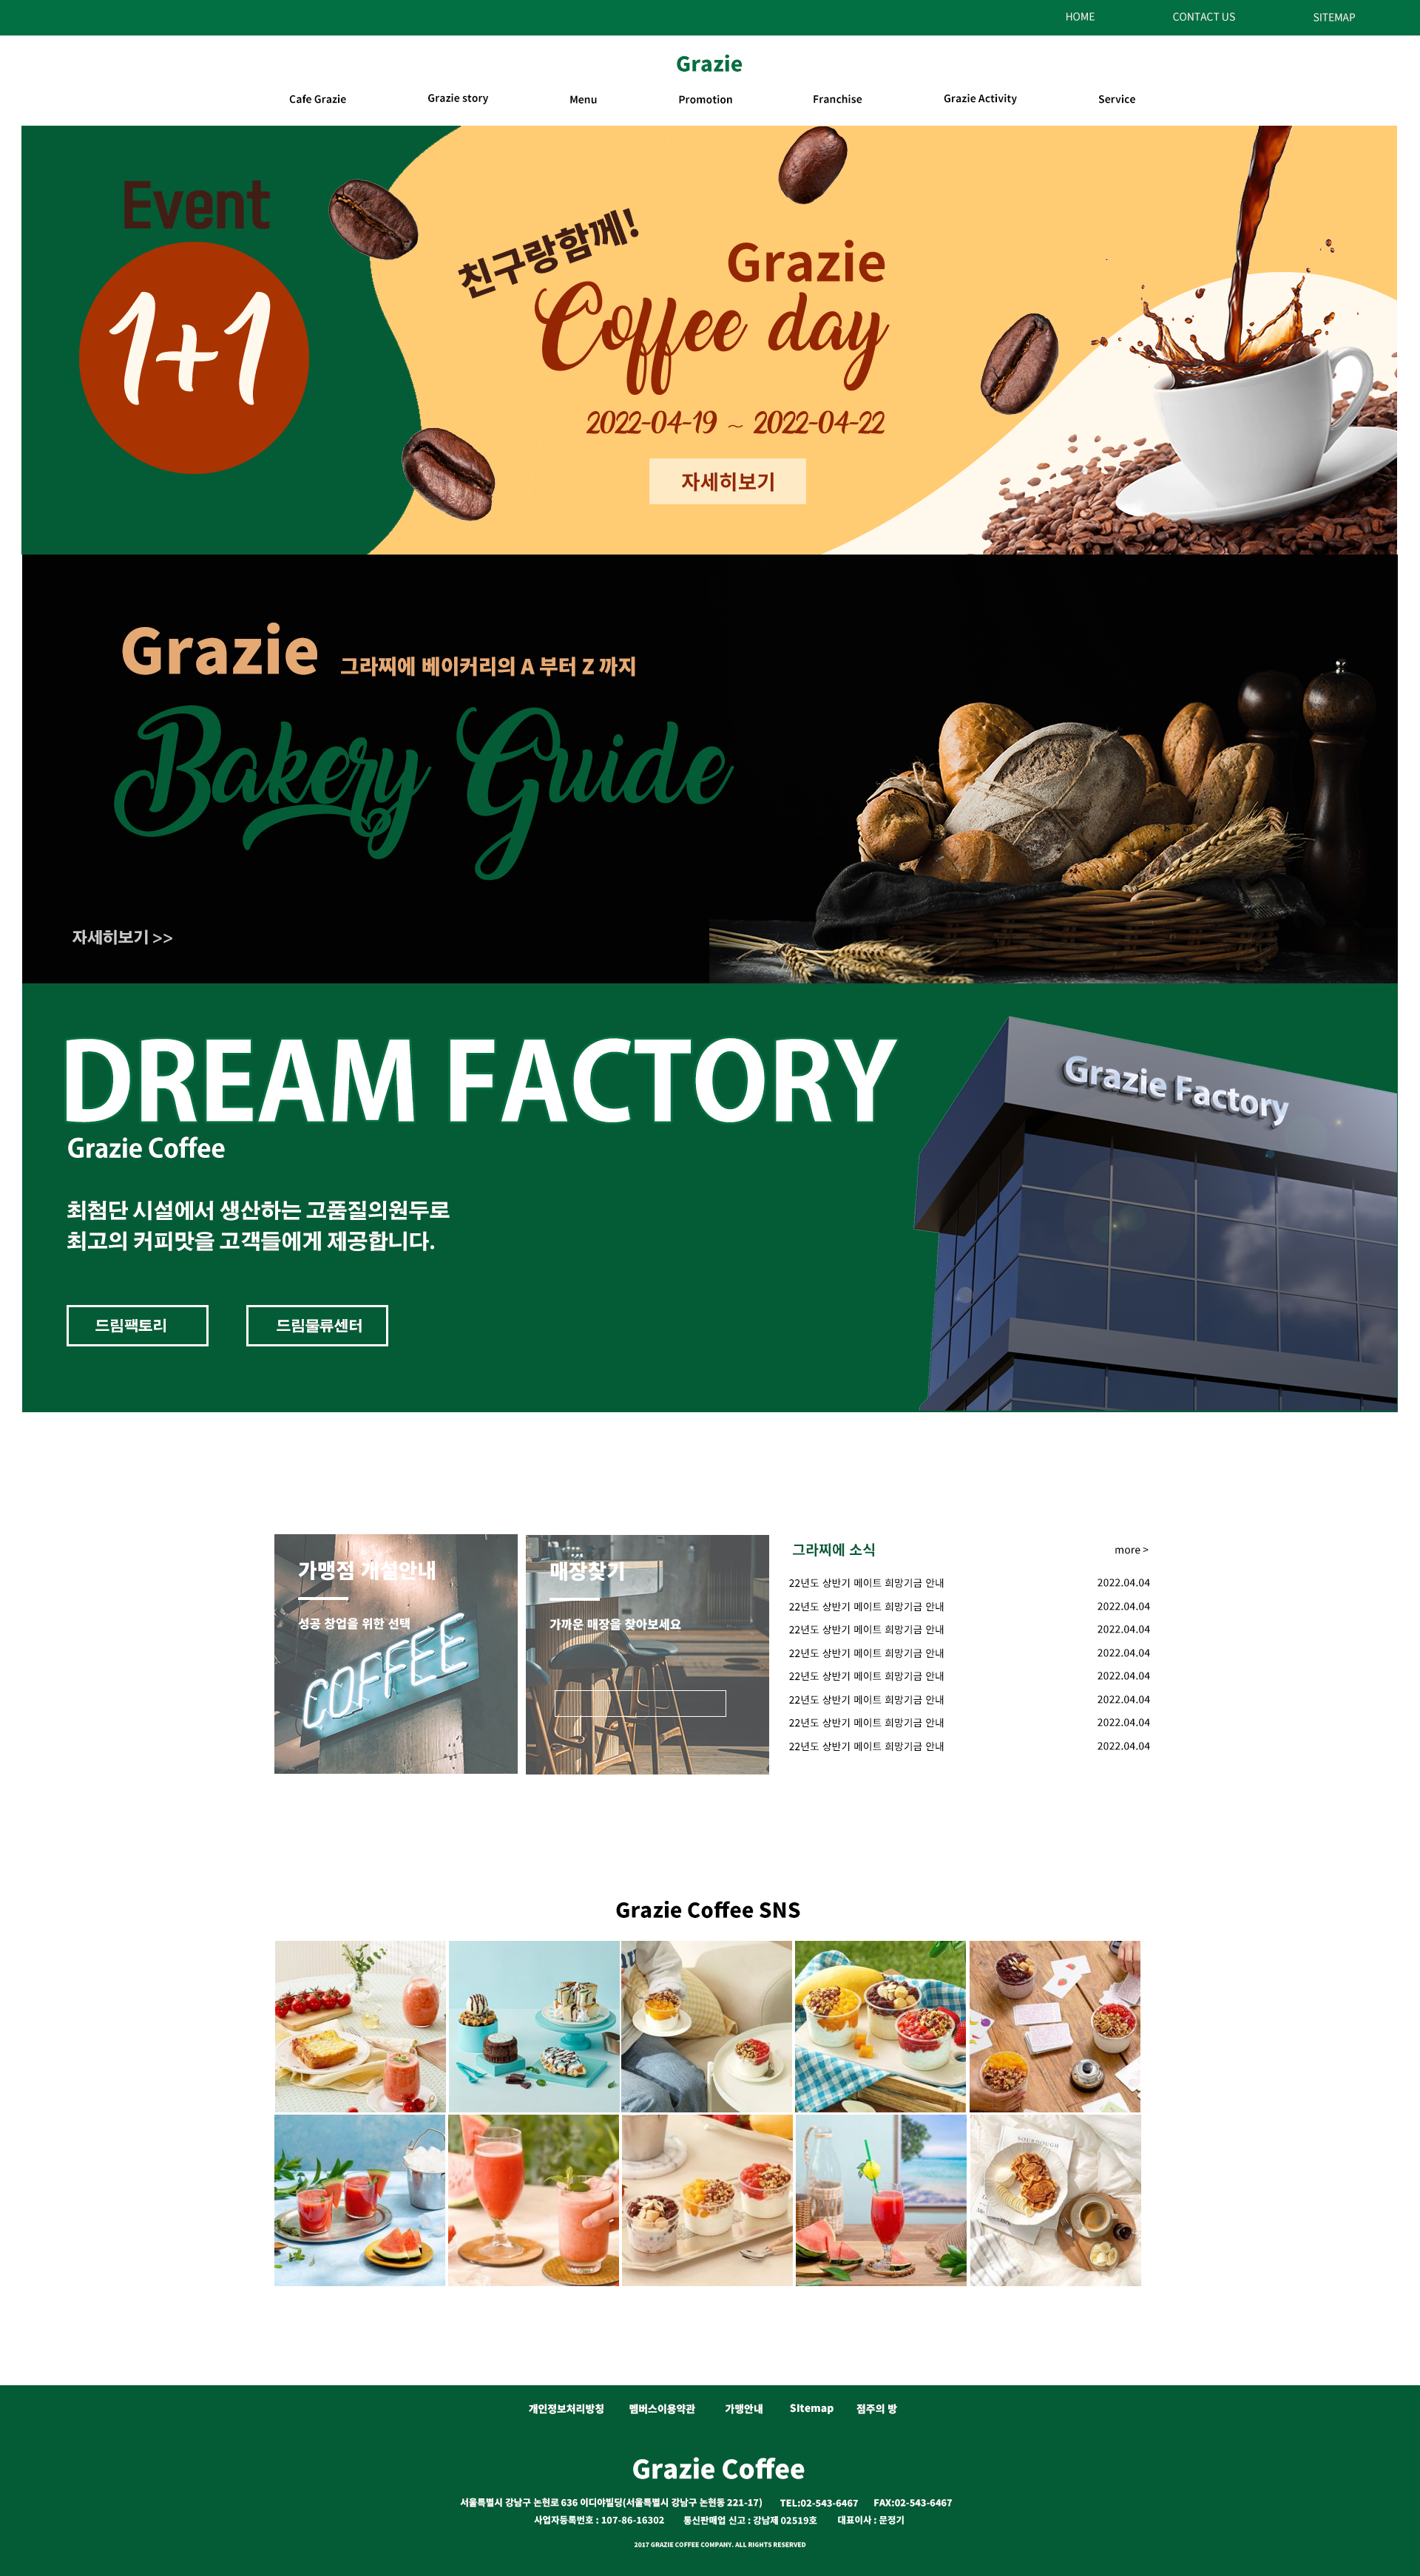 HOME CONTACT US SITEMAP
Grazie
Cafe Grazie Grazie story Menu Promotion Franchise Grazie Activity Service
Event
1+1
친구랑함께!
Grazie
Coffee day
2022-04-19 ~ 2022-04-22
자세히보기
Grazie 그라찌에 베이커리의 A 부터 Z 까지
Bakery Guide
자세히보기 >>
DREAM FACTORY
Grazie Coffee
최첨단 시설에서 생산하는 고품질의원두로
최고의 커피맛을 고객들에게 제공합니다.
드림팩토리 드림물류센터
Grazie Factory
가맹점 개설안내
성공 창업을 위한 선택
COFFEE
매장찾기
가까운 매장을 찾아보세요
그라찌에 소식 more >
22년도 상반기 메이트 희망기금 안내 2022.04.04
22년도 상반기 메이트 희망기금 안내 2022.04.04
22년도 상반기 메이트 희망기금 안내 2022.04.04
22년도 상반기 메이트 희망기금 안내 2022.04.04
22년도 상반기 메이트 희망기금 안내 2022.04.04
22년도 상반기 메이트 희망기금 안내 2022.04.04
22년도 상반기 메이트 희망기금 안내 2022.04.04
22년도 상반기 메이트 희망기금 안내 2022.04.04
Grazie Coffee SNS
SOURDOUGH
개인정보처리방칭 멤버스이용약관 가맹안내 SItemap 점주의 방
Grazie Coffee
서울특별시 강남구 논현로 636 이디야빌딩(서울특별시 강남구 논현동 221-17) TEL:02-543-6467 FAX:02-543-6467
사업자등록번호 : 107-86-16302 통신판매업 신고 : 강남제 02519호 대표이사 : 문정기
2017 GRAZIE COFFEE COMPANY. ALL RIGHTS RESERVED